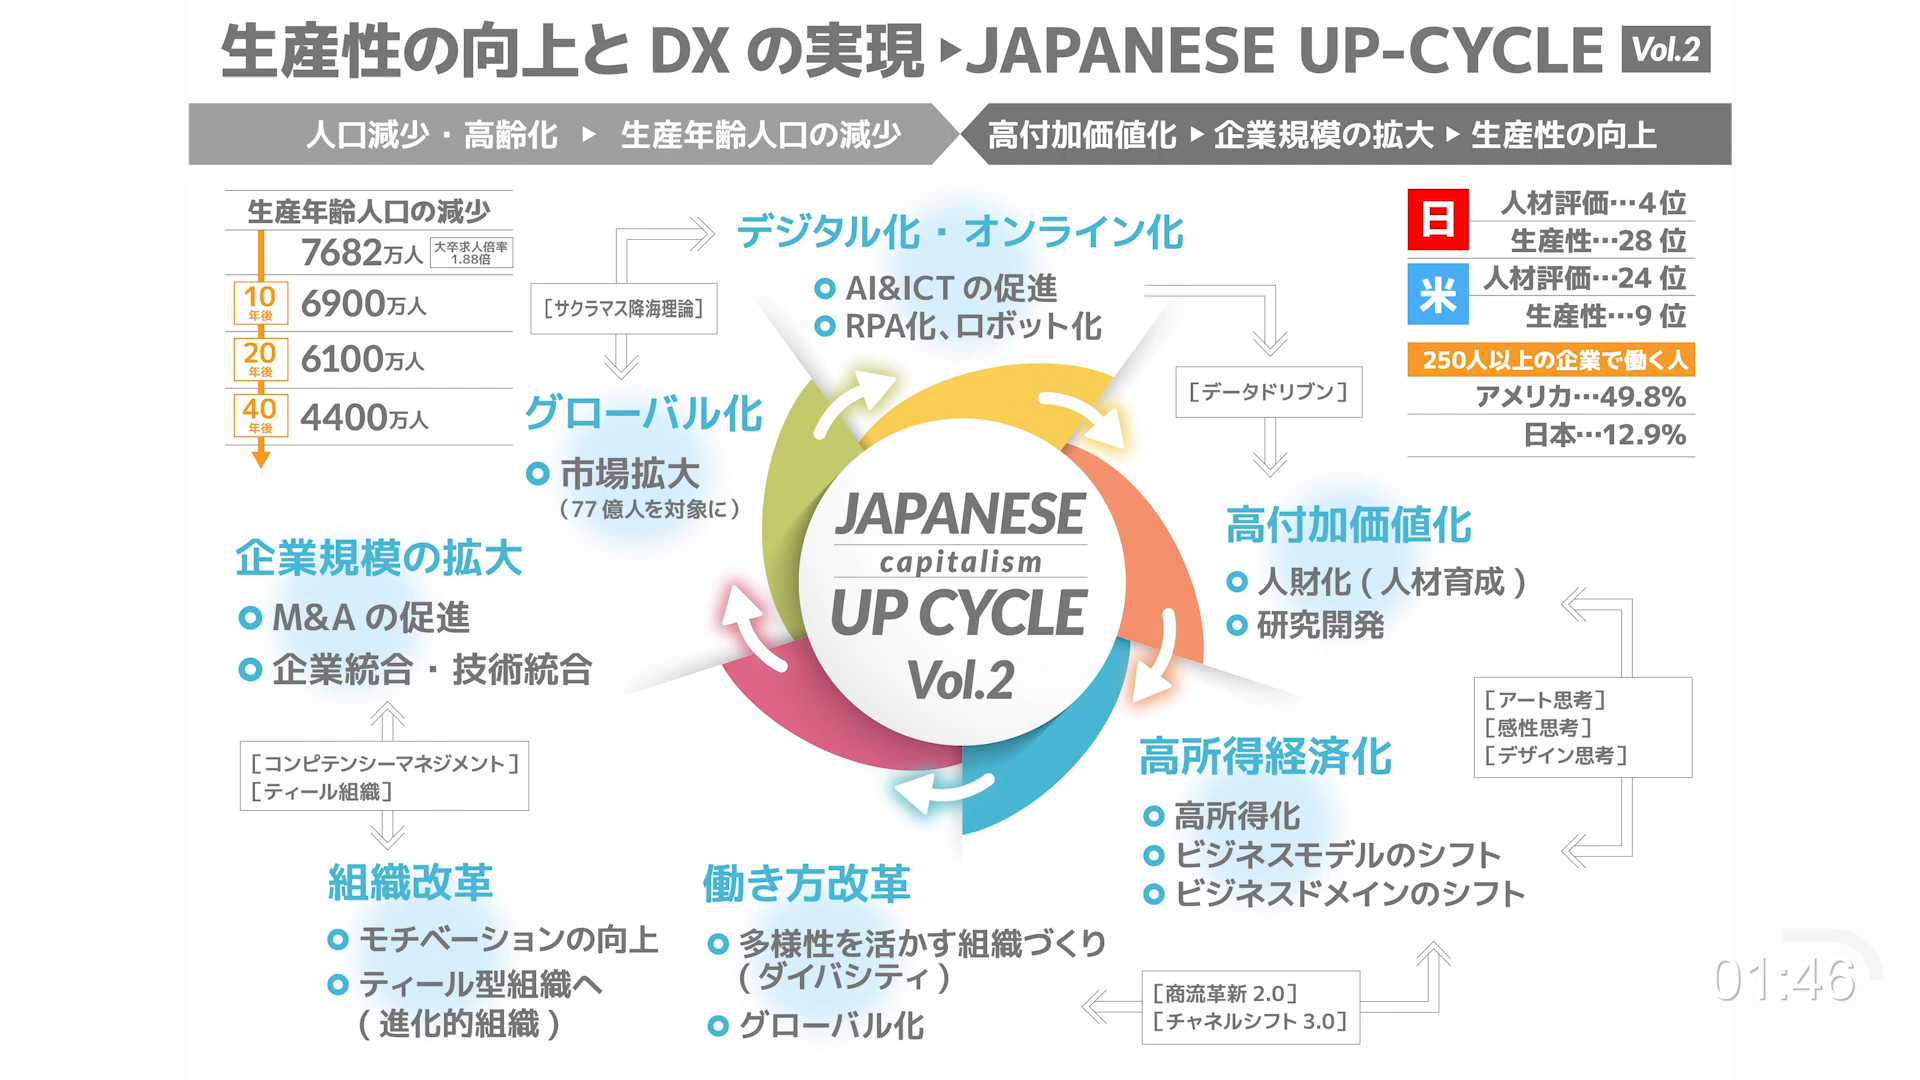 生産性の向上と DX の実現▶JAPANESE UP-CYCLE Vol.2
人口減少・高齢化 ▶ 生産年齢人口の減少
高付加価値化 ▶ 企業規模の拡大 ▶ 生産性の向上
生産年齢人口の減少
7682万人
大卒求人倍率
1.88倍
10年後 6900万人
20年後 6100万人
40年後 4400万人
[サクラマス降海理論]
デジタル化・オンライン化
AI&ICT の促進
RPA化、ロボット化
日 人材評価…4 位
生産性…28 位
米 人材評価…24 位
生産性…9 位
250人以上の企業で働く人
アメリカ…49.8%
日本…12.9%
[データドリブン]
グローバル化
市場拡大
(77 億人を対象に)
JAPANESE
capitalism
UP CYCLE
Vol.2
高付加価値化
人財化 ( 人材育成 )
研究開発
企業規模の拡大
M&A の促進
企業統合・技術統合
[アート思考]
[感性思考]
[デザイン思考]
[コンピテンシーマネジメント]
[ティール組織]
高所得経済化
高所得化
ビジネスモデルのシフト
ビジネスドメインのシフト
組織改革
モチベーションの向上
ティール型組織へ
( 進化的組織 )
働き方改革
多様性を活かす組織づくり
( ダイバシティ )
グローバル化
[商流革新 2.0]
[チャネルシフト 3.0]
01:46